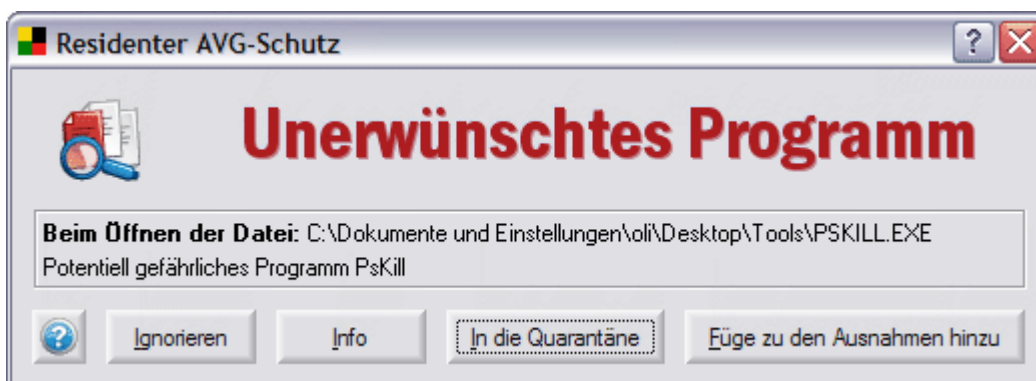 Residenter AVG-Schutz
Unerwünschtes Programm
Beim Öffnen der Datei: C:\Dokumente und Einstellungen\oli\Desktop\Tools\PSKILL.EXE
Potentiell gefährliches Programm PsKill
Ignorieren Info In die Quarantäne Füge zu den Ausnahmen hinzu